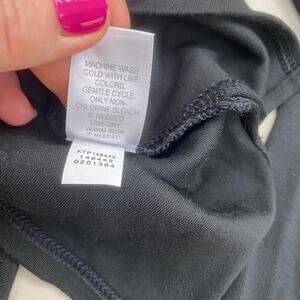 MACHINE WASH
COLD WITH LIKE
COLORS.
GENTLE CYCLE.
ONLY NON-
CHLORINE BLEACH
IF NEEDED.
LINE DRY.
WARM IRON
IF NEEDED
KTP148442
148442
0201384